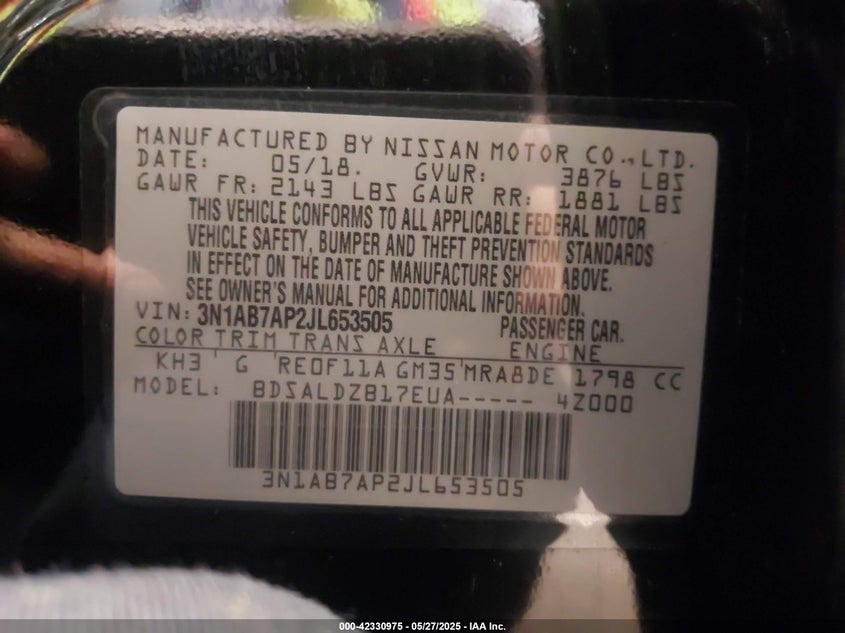 MANUFACTURED BY NISSAN MOTOR CO.,LTD.
DATE: 05/18. GVWR: 3876 LBS
GAWR FR: 2143 LBS GAWR RR: 1881 LBS
THIS VEHICLE CONFORMS TO ALL APPLICABLE FEDERAL MOTOR
VEHICLE SAFETY, BUMPER AND THEFT PREVENTION STANDARDS
IN EFFECT ON THE DATE OF MANUFACTURE SHOWN ABOVE.
SEE OWNER'S MANUAL FOR ADDITIONAL INFORMATION.
VIN: 3N1AB7AP2JL653505 PASSENGER CAR.
COLOR TRIM TRANS AXLE ENGINE
KH3 G RE0F11A GM35 MRA8DE 1798 CC
MODEL: BDSALDZB17EUA----- 4Z000
3N1AB7AP2JL653505
000-42330975 - 05/27/2025 - IAA Inc.